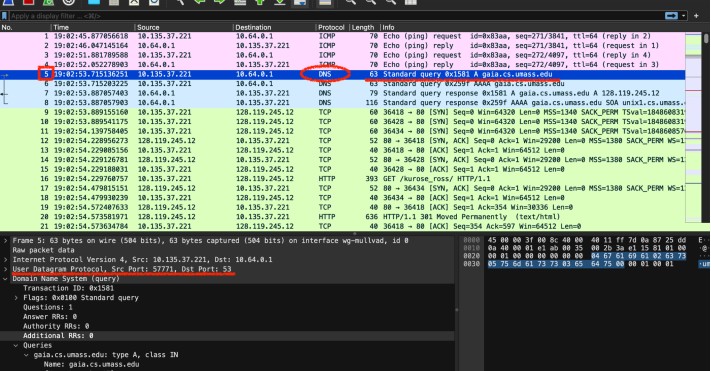 Apply a display filter ... <⌘/>
No. Time Source Destination Protocol Length Info
1 19:02:45.877056618 10.135.37.221 10.64.0.1 ICMP 70 Echo (ping) request id=0x83aa, seq=271/3841, ttl=64 (reply in 2)
2 19:02:46.047145164 10.64.0.1 10.135.37.221 ICMP 70 Echo (ping) reply id=0x83aa, seq=271/3841, ttl=64 (request in 1)
3 19:02:51.881789588 10.135.37.221 10.64.0.1 ICMP 70 Echo (ping) request id=0x83aa, seq=272/4097, ttl=64 (reply in 4)
4 19:02:52.052278903 10.64.0.1 10.135.37.221 ICMP 70 Echo (ping) reply id=0x83aa, seq=272/4097, ttl=64 (request in 3)
5 19:02:53.715136251 10.135.37.221 10.64.0.1 DNS 63 Standard query 0x1581 A gaia.cs.umass.edu
6 19:02:53.715203225 10.135.37.221 10.64.0.1 DNS 63 Standard query 0x259f AAAA gaia.cs.umass.edu
7 19:02:53.887057403 10.64.0.1 10.135.37.221 DNS 79 Standard query response 0x1581 A gaia.cs.umass.edu A 128.119.245.12
8 19:02:53.887057903 10.64.0.1 10.135.37.221 DNS 116 Standard query response 0x259f AAAA gaia.cs.umass.edu SOA unix1.cs.umass.
9 19:02:53.889155160 10.135.37.221 128.119.245.12 TCP 60 36418 → 80 [SYN] Seq=0 Win=64320 Len=0 MSS=1340 SACK_PERM TSval=184860831
10 19:02:53.889541175 10.135.37.221 128.119.245.12 TCP 60 36428 → 80 [SYN] Seq=0 Win=64320 Len=0 MSS=1340 SACK_PERM
11 19:02:54.139758405 10.135.37.221 128.119.245.12 TCP 60 36434 → 80 [SYN] Seq=0 Win=64320 Len=0 MSS=1340 SACK_PERM
12 19:02:54.228956273 128.119.245.12 10.135.37.221 TCP 52 80 → 36418 [SYN, ACK] Seq=0 Ack=1 Win=29200 Len=0 MSS=1380 SACK_PERM
13 19:02:54.229085156 10.135.37.221 128.119.245.12 TCP 40 36418 → 80 [ACK] Seq=1 Ack=1 Win=64512 Len=0
14 19:02:54.229126781 128.119.245.12 10.135.37.221 TCP 52 80 → 36428 [SYN, ACK] Seq=0 Ack=1 Win=29200 Len=0 MSS=1380 SACK_PERM
15 19:02:54.229188031 10.135.37.221 128.119.245.12 TCP 40 36428 → 80 [ACK] Seq=1 Ack=1 Win=64512 Len=0
16 19:02:54.229760739 10.135.37.221 128.119.245.12 HTTP 393 GET /kurose_ross/ HTTP/1.1
17 19:02:54.479815151 128.119.245.12 10.135.37.221 TCP 52 80 → 36434 [SYN, ACK] Seq=0 Ack=1 Win=29200 Len=0 MSS=1380 SACK_PERM
18 19:02:54.479930239 10.135.37.221 128.119.245.12 TCP 40 36434 → 80 [ACK] Seq=1 Ack=1 Win=64512 Len=0
19 19:02:54.572407633 128.119.245.12 10.135.37.221 TCP 40 80 → 36418 [ACK] Seq=1 Ack=354 Win=30336 Len=0
20 19:02:54.573581971 128.119.245.12 10.135.37.221 HTTP 636 HTTP/1.1 301 Moved Permanently (text/html)
21 19:02:54.573634784 10.135.37.221 128.119.245.12 TCP 40 36418 → 80 [ACK] Seq=354 Ack=597 Win=64512 Len=0
Frame 5: 63 bytes on wire (504 bits), 63 bytes captured (504 bits) on interface wg-mullvad, id 0
Raw packet data
Internet Protocol Version 4, Src: 10.135.37.221, Dst: 10.64.0.1
User Datagram Protocol, Src Port: 57771, Dst Port: 53
Domain Name System (query)
Transaction ID: 0x1581
Flags: 0x0100 Standard query
Questions: 1
Answer RRs: 0
Authority RRs: 0
Additional RRs: 0
Queries
gaia.cs.umass.edu: type A, class IN
Name: gaia.cs.umass.edu
0000 45 00 00 3f 00 8c 40 00 40 11 ff 7d 0a 87 25 dd
0010 0a 40 00 01 e1 ab 00 35 00 2b 3a e1 15 81 01 00
0020 00 01 00 00 00 00 00 00 04 67 61 69 61 02 63 73
0030 05 75 6d 61 73 73 03 65 64 75 00 00 01 00 01